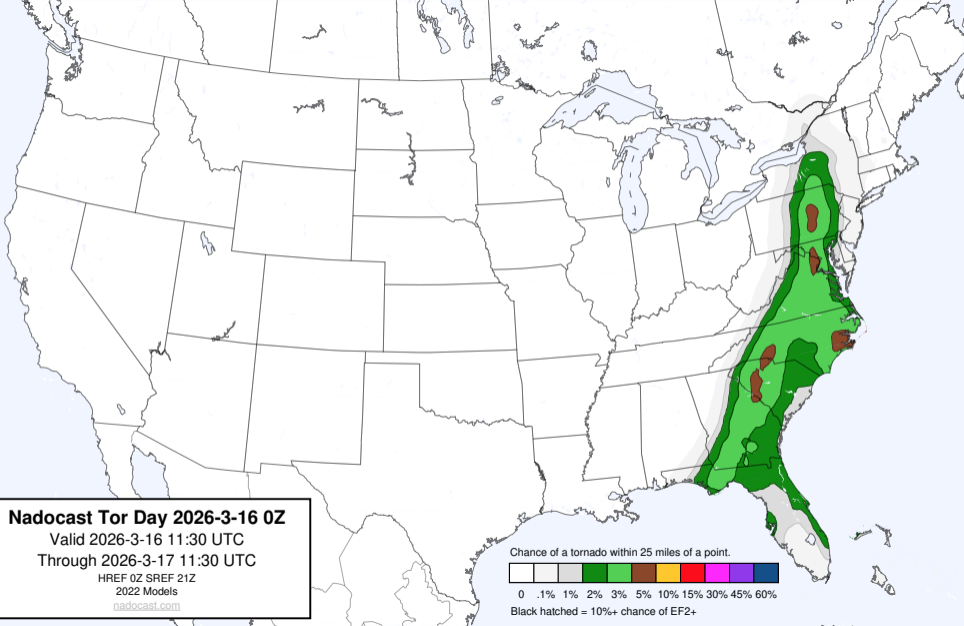 Nadocast Tor Day 2026-3-16 0Z
Valid 2026-3-16 11:30 UTC
Through 2026-3-17 11:30 UTC
HREF 0Z SREF 21Z
2022 Models
nadocast.com
Chance of a tornado within 25 miles of a point.
0 .1% 1% 2% 3% 5% 10% 15% 30% 45% 60%
Black hatched = 10%+ chance of EF2+